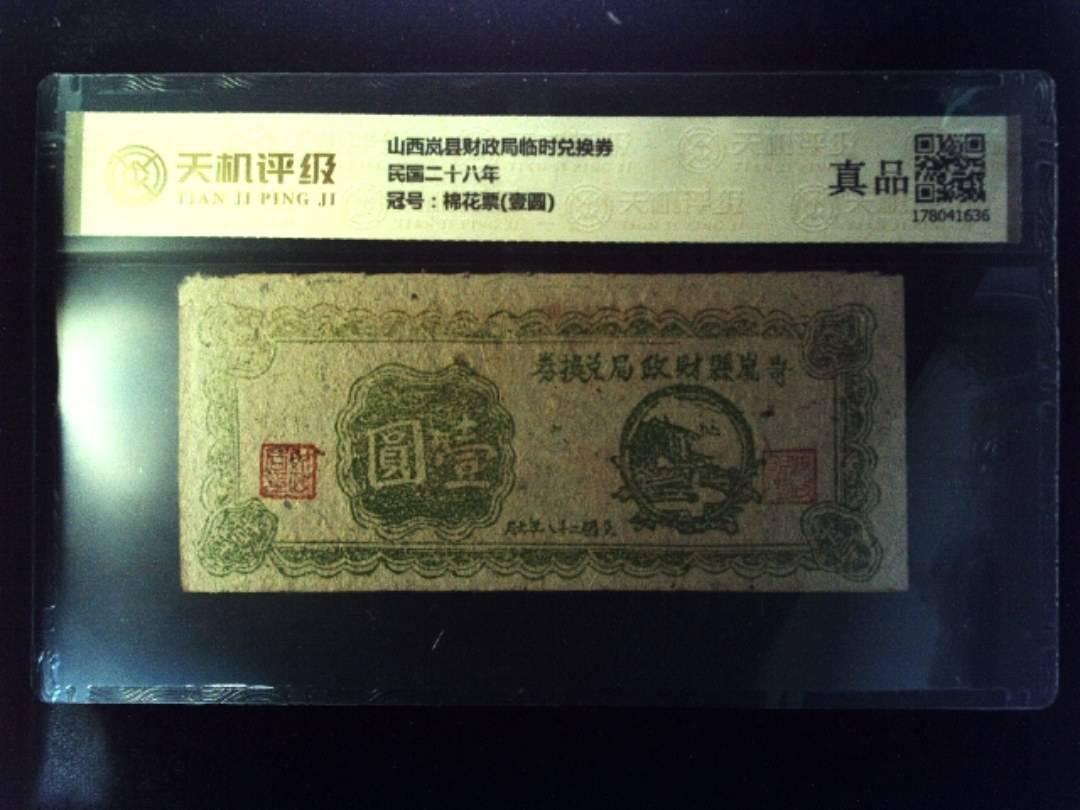 天机评级
TIAN JI PING JI
山西岚县财政局临时兑换券
民国二十八年
冠号：棉花票(壹圆)
真品
178041636
嵐縣財政局兑換券
壹圓